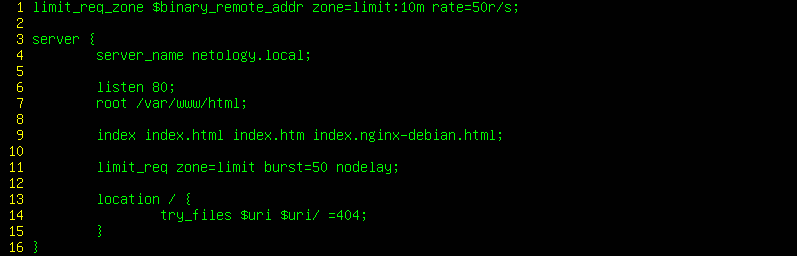 1 limit_req_zone $binary_remote_addr zone=limit:10m rate=50r/s;
2
3 server {
4         server_name netology.local;
5
6         listen 80;
7         root /var/www/html;
8
9         index index.html index.htm index.nginx-debian.html;
10
11         limit_req zone=limit burst=50 nodelay;
12
13         location / {
14                 try_files $uri $uri/ =404;
15         }
16 }